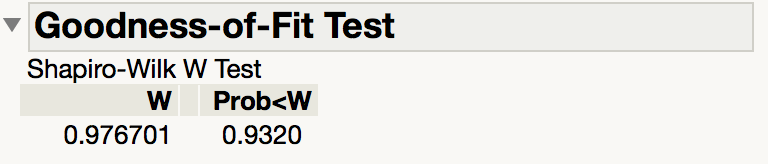 Goodness-of-Fit Test
Shapiro-Wilk W Test
W Prob<W
0.976701 0.9320